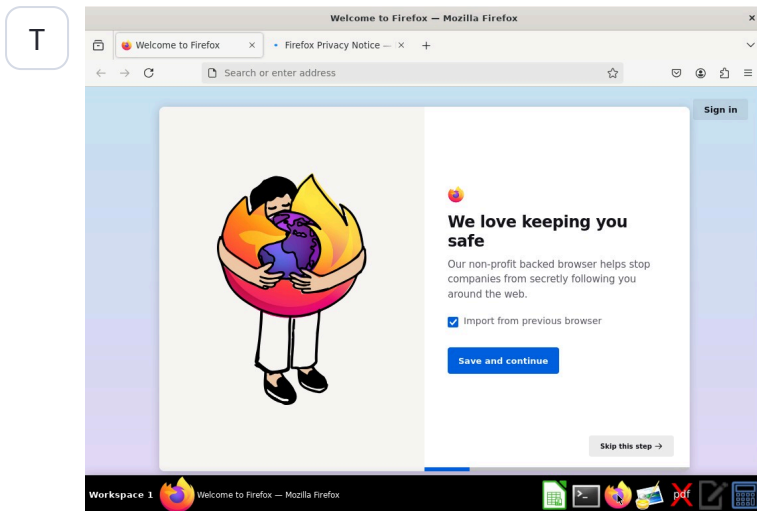 T
Welcome to Firefox — Mozilla Firefox
Welcome to Firefox
Firefox Privacy Notice —
Search or enter address
Sign in
We love keeping you
safe
Our non-profit backed browser helps stop
companies from secretly following you
around the web.
Import from previous browser
Save and continue
Skip this step →
Workspace 1
Welcome to Firefox — Mozilla Firefox
pdf